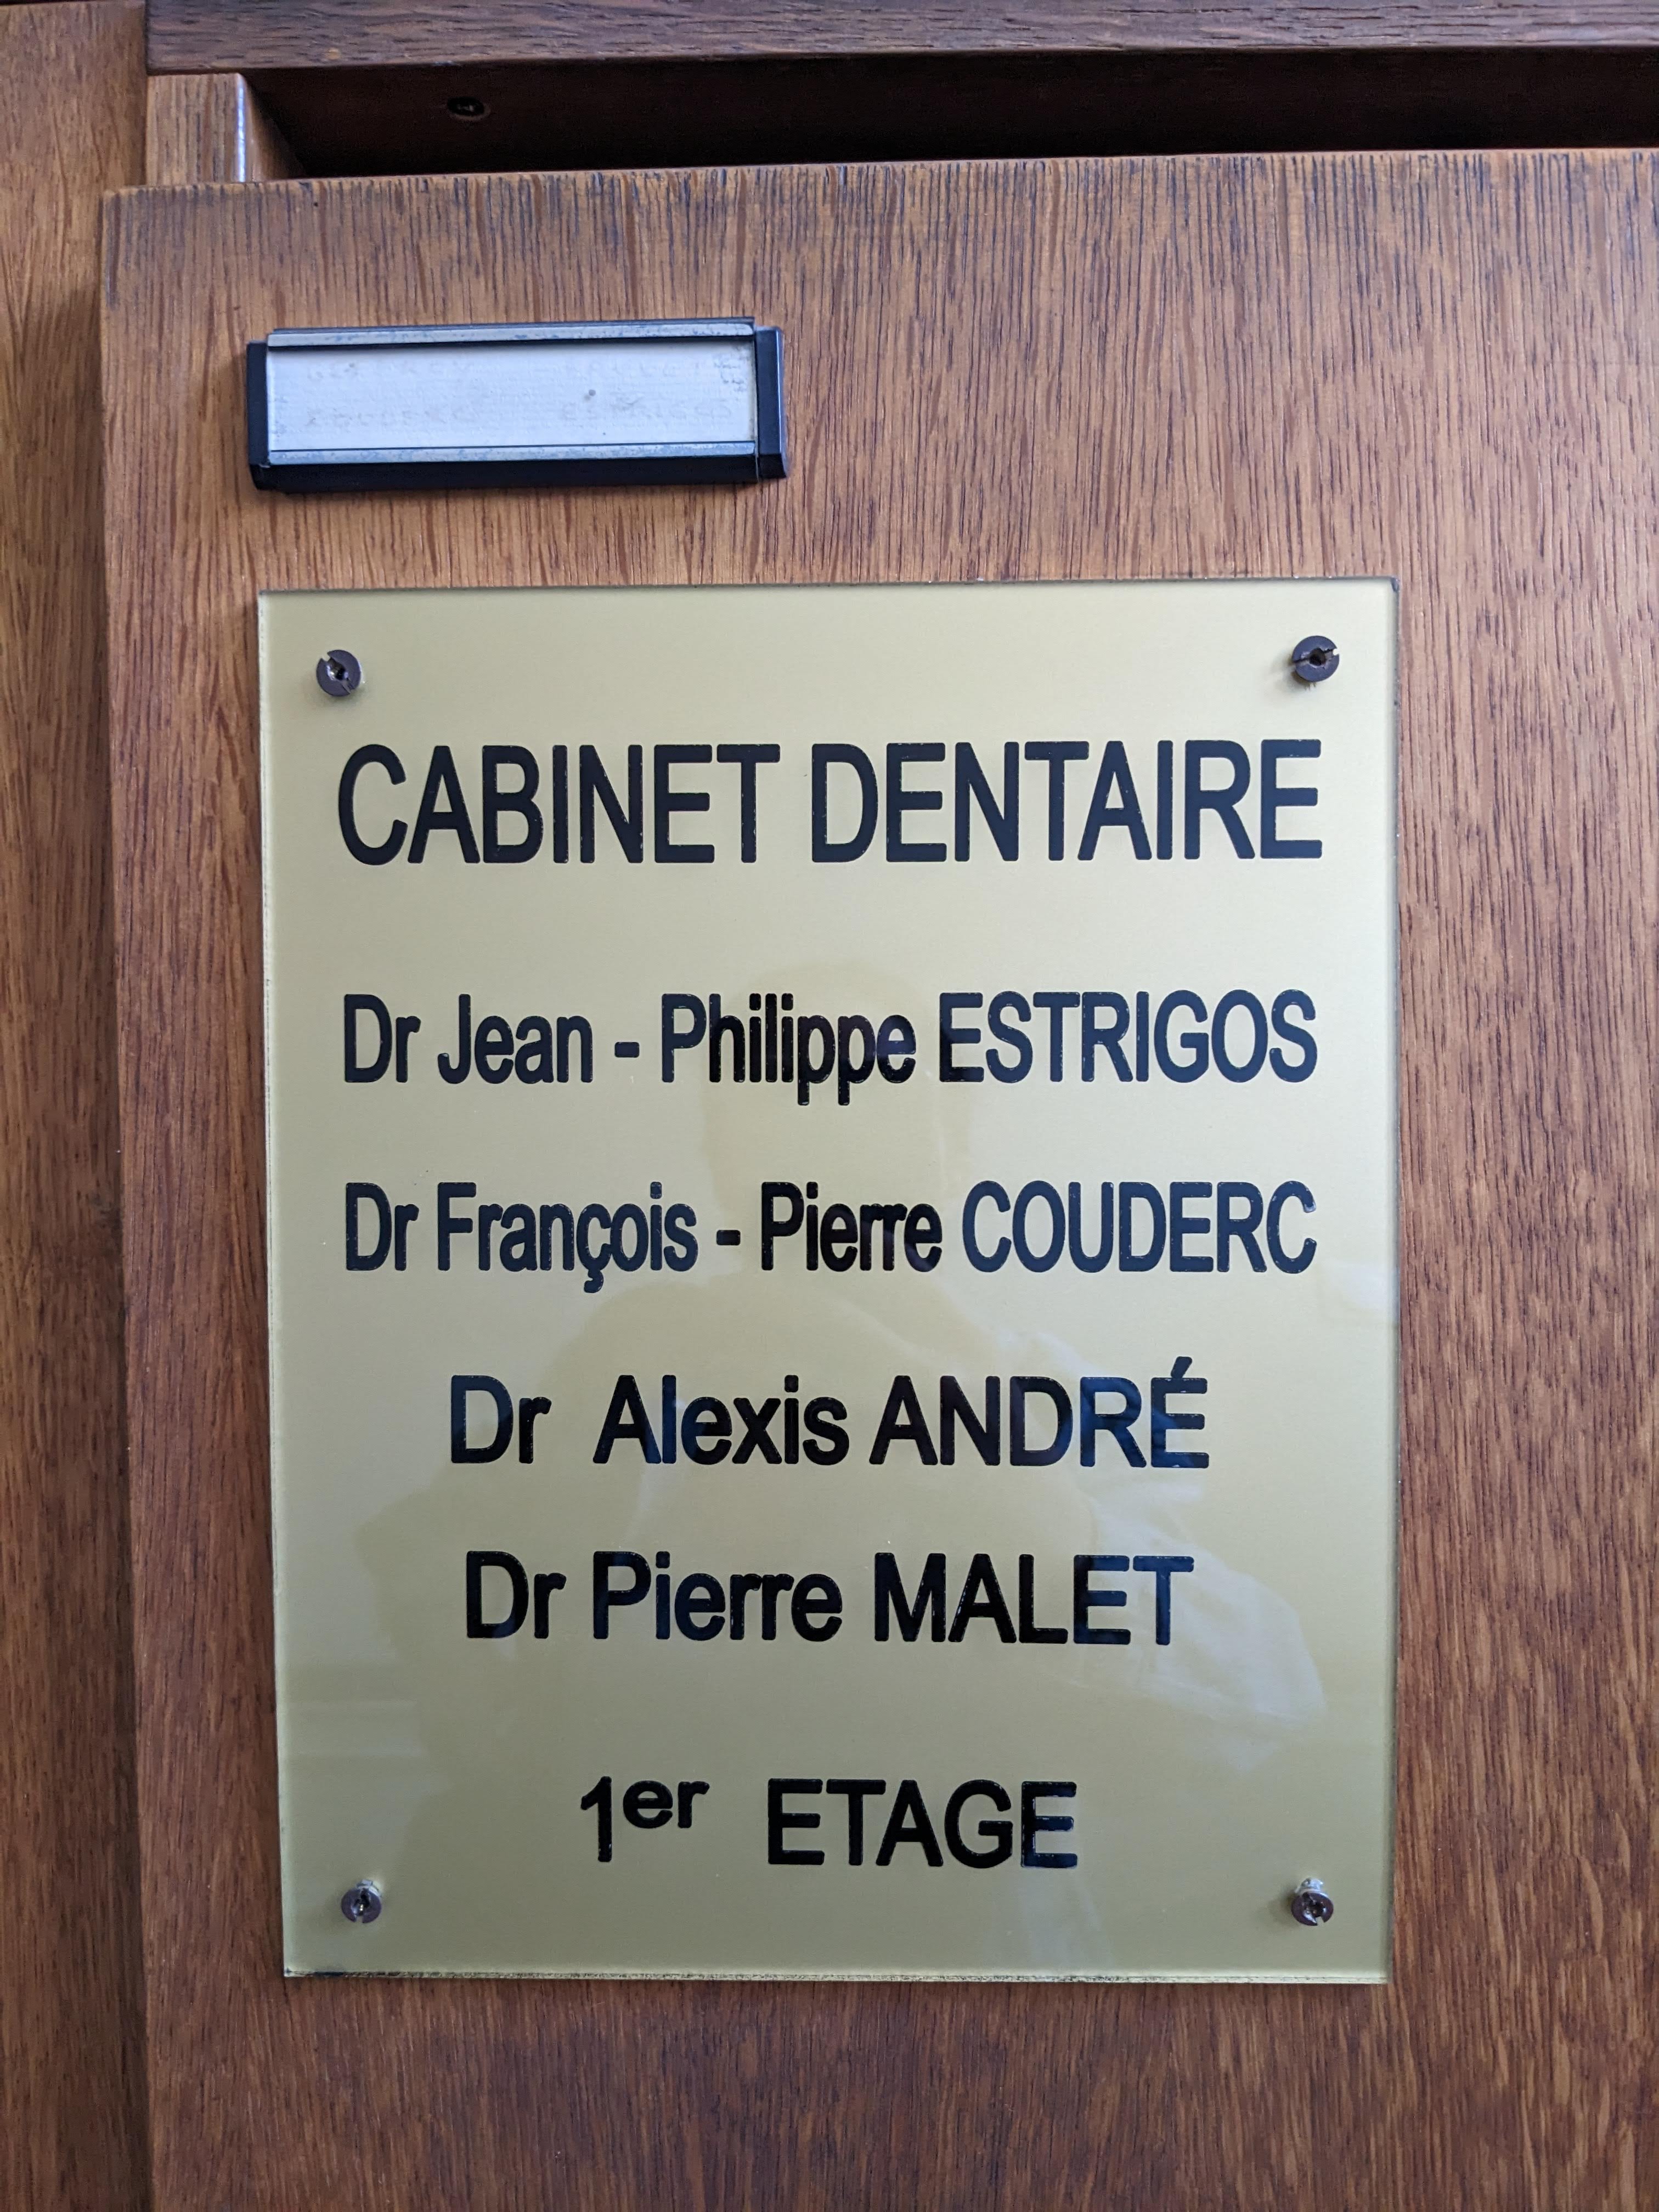 CABINET DENTAIRE
Dr Jean - Philippe ESTRIGOS
Dr François - Pierre COUDERC
Dr Alexis ANDRÉ
Dr Pierre MALET
1er ETAGE